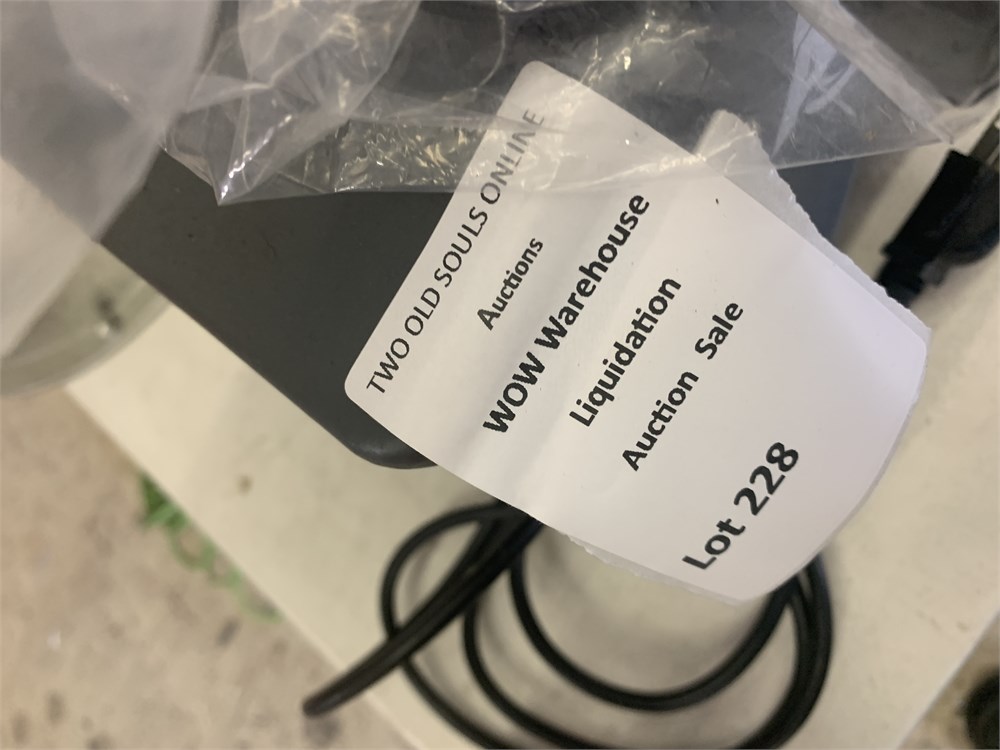 TWO OLD SOULS ONLINE
Auctions
WOW Warehouse
Liquidation
Auction Sale
Lot 228